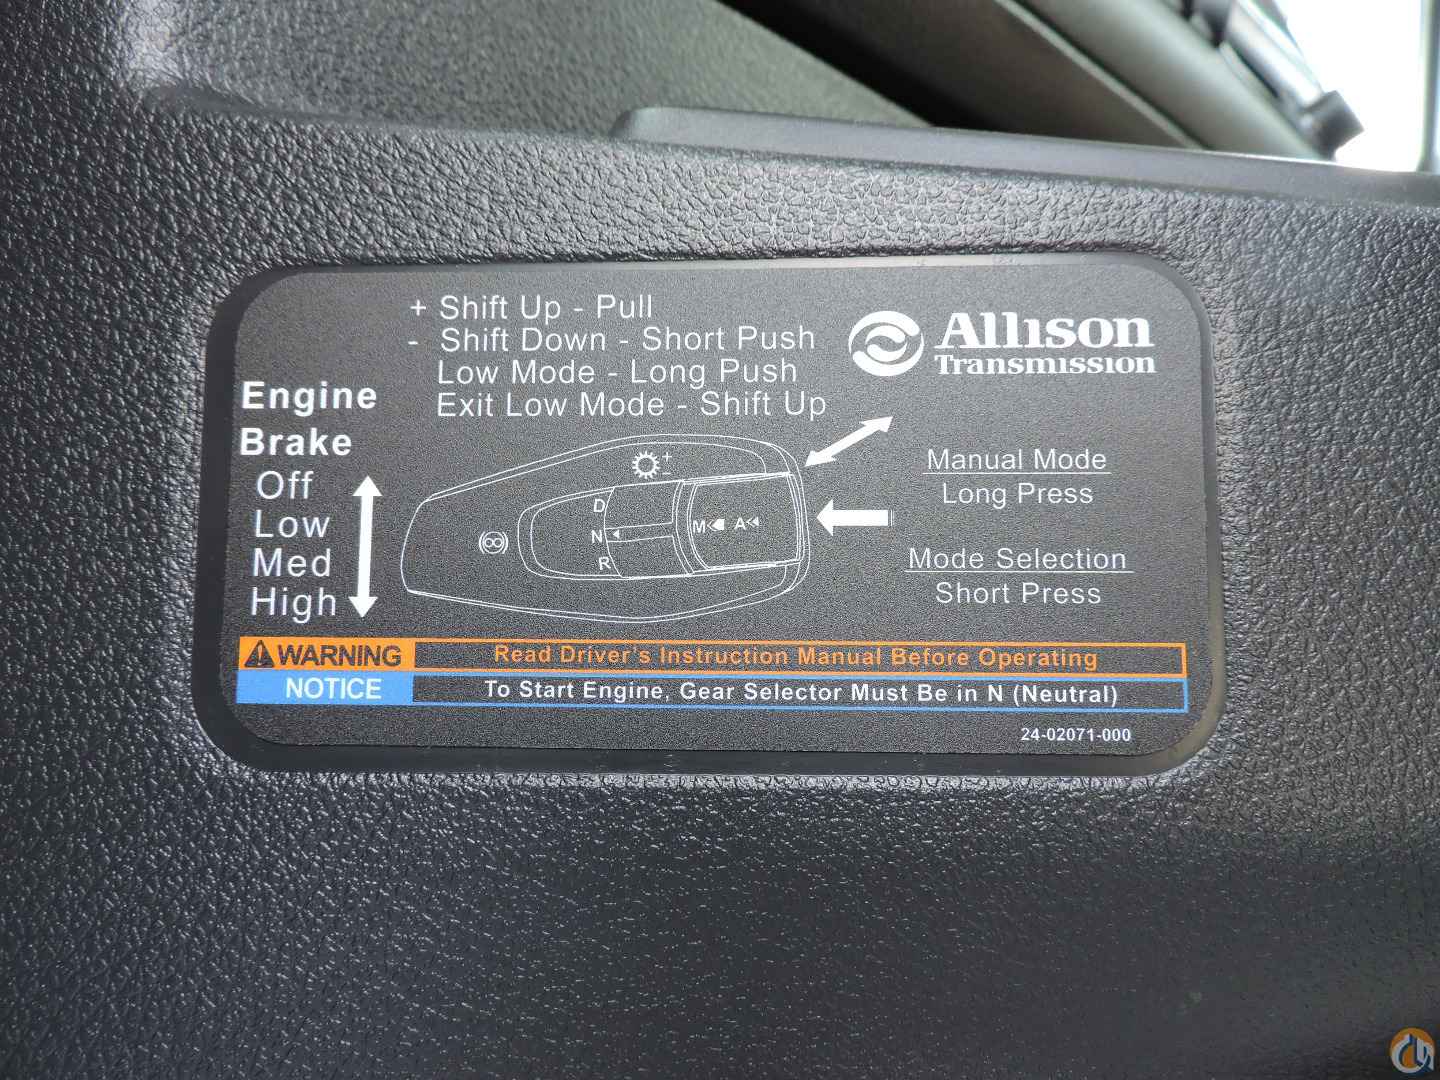 + Shift Up - Pull
- Shift Down - Short Push
Low Mode - Long Push
Exit Low Mode - Shift Up
Allison
Transmission
Engine
Brake
Off
Low
Med
High
+
-
D
N
R
M
A
Manual Mode
Long Press
Mode Selection
Short Press
WARNING Read Driver's Instruction Manual Before Operating
NOTICE To Start Engine, Gear Selector Must Be in N (Neutral)
24-02071-000